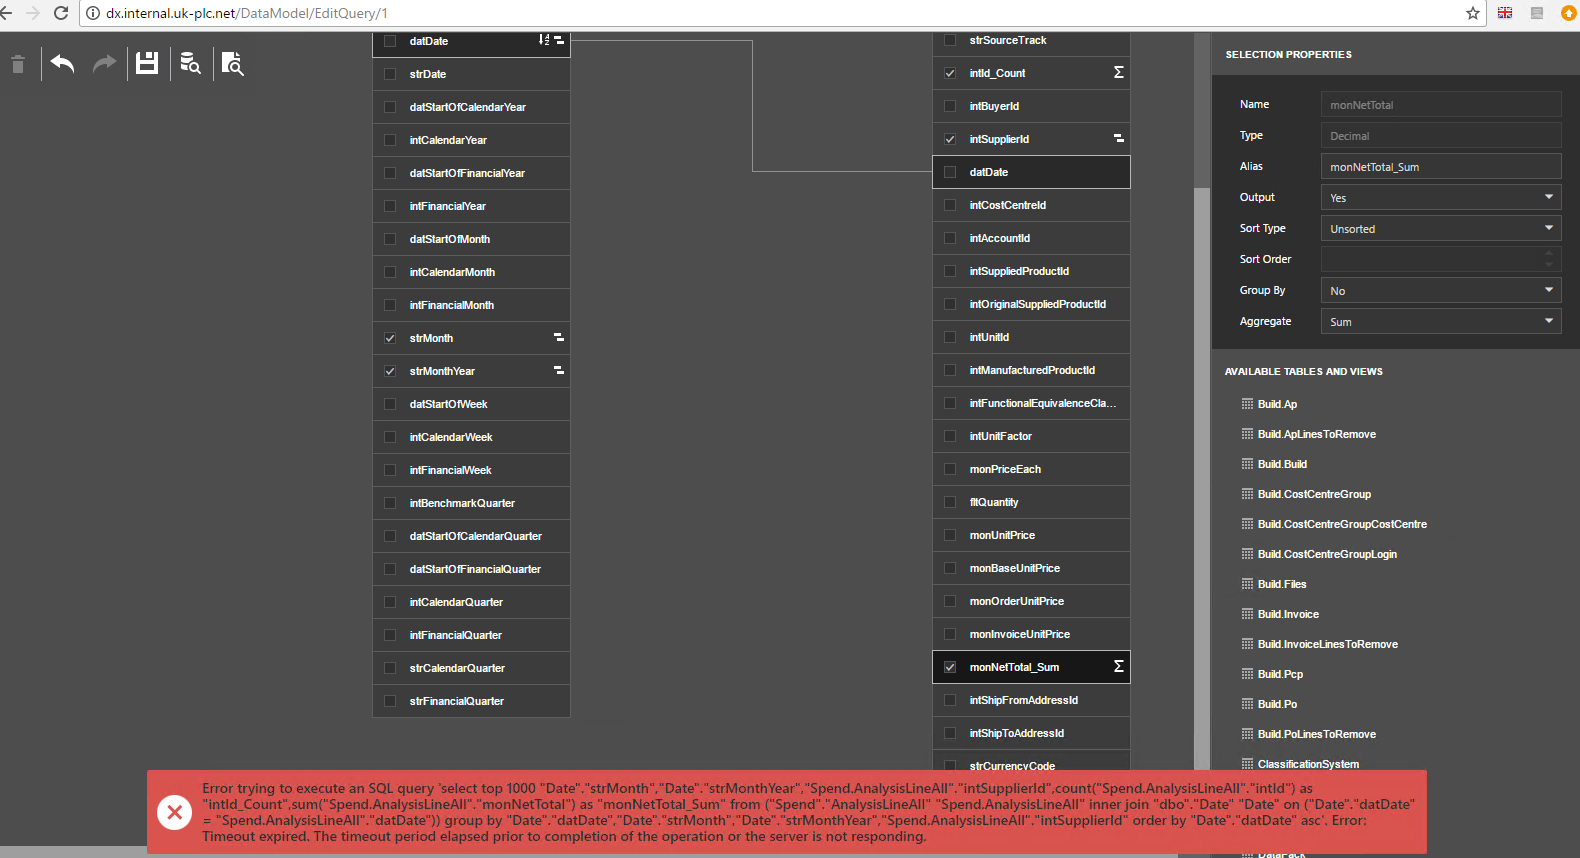 dx.internal.uk-plc.net/DataModel/EditQuery/1
datDate
strDate
datStartOfCalendarYear
intCalendarYear
datStartOfFinancialYear
intFinancialYear
datStartOfMonth
intCalendarMonth
intFinancialMonth
strMonth
strMonthYear
datStartOfWeek
intCalendarWeek
intFinancialWeek
intBenchmarkQuarter
datStartOfCalendarQuarter
datStartOfFinancialQuarter
intCalendarQuarter
intFinancialQuarter
strCalendarQuarter
strFinancialQuarter
strSourceTrack
intId_Count
intBuyerId
intSupplierId
datDate
intCostCentreId
intAccountId
intSuppliedProductId
intOriginalSuppliedProductId
intUnitId
intManufacturedProductId
intFunctionalEquivalenceCla...
intUnitFactor
monPriceEach
fltQuantity
monUnitPrice
monBaseUnitPrice
monOrderUnitPrice
monInvoiceUnitPrice
monNetTotal_Sum
intShipFromAddressId
intShipToAddressId
strCurrencyCode
SELECTION PROPERTIES
Name monNetTotal
Type Decimal
Alias monNetTotal_Sum
Output Yes
Sort Type Unsorted
Sort Order
Group By No
Aggregate Sum
AVAILABLE TABLES AND VIEWS
Build.Ap
Build.ApLinesToRemove
Build.Build
Build.CostCentreGroup
Build.CostCentreGroupCostCentre
Build.CostCentreGroupLogin
Build.Files
Build.Invoice
Build.InvoiceLinesToRemove
Build.Pcp
Build.Po
Build.PoLinesToRemove
ClassificationSystem
DataPack
Error trying to execute an SQL query 'select top 1000 "Date"."strMonth","Date"."strMonthYear","Spend.AnalysisLineAll"."intSupplierId",count("Spend.AnalysisLineAll"."intId") as
"intId_Count",sum("Spend.AnalysisLineAll"."monNetTotal") as "monNetTotal_Sum" from ("Spend"."AnalysisLineAll" "Spend.AnalysisLineAll" inner join "dbo"."Date" "Date" on ("Date"."datDate"
= "Spend.AnalysisLineAll"."datDate")) group by "Date"."datDate","Date"."strMonth","Date"."strMonthYear","Spend.AnalysisLineAll"."intSupplierId" order by "Date"."datDate" asc'. Error:
Timeout expired. The timeout period elapsed prior to completion of the operation or the server is not responding.